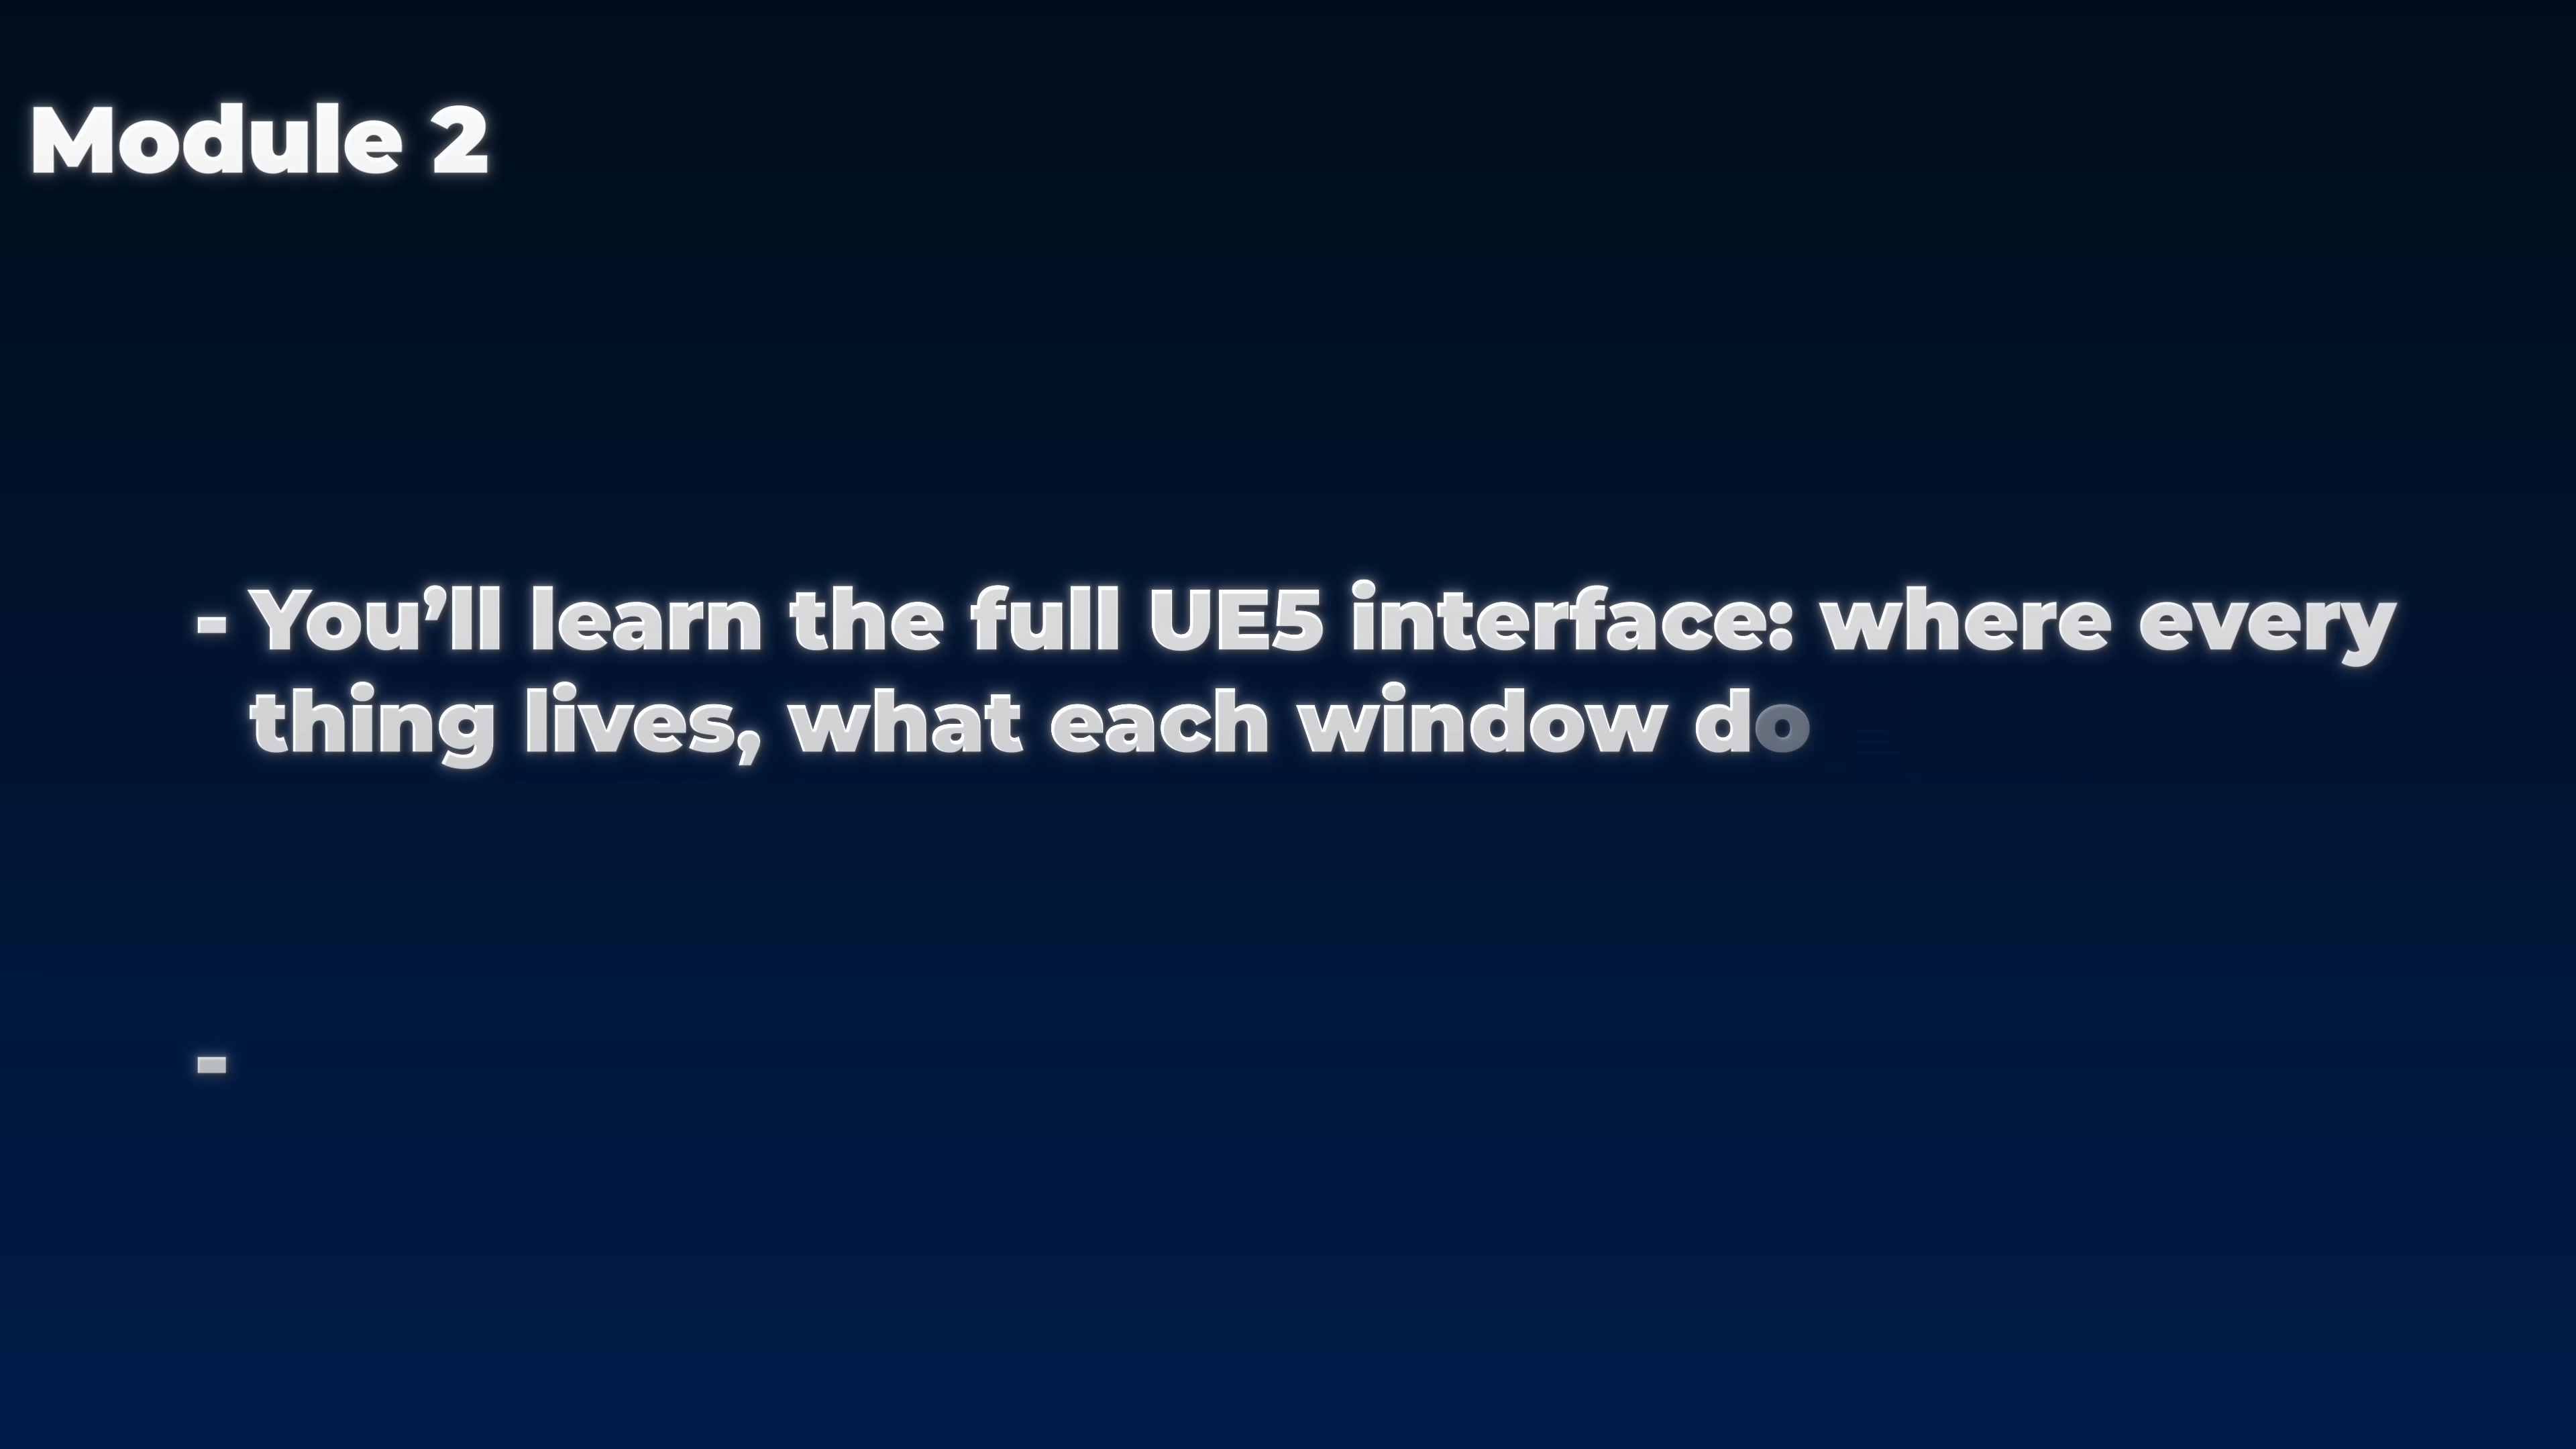 Module 2
- You’ll learn the full UE5 interface: where every
thing lives, what each window do
-